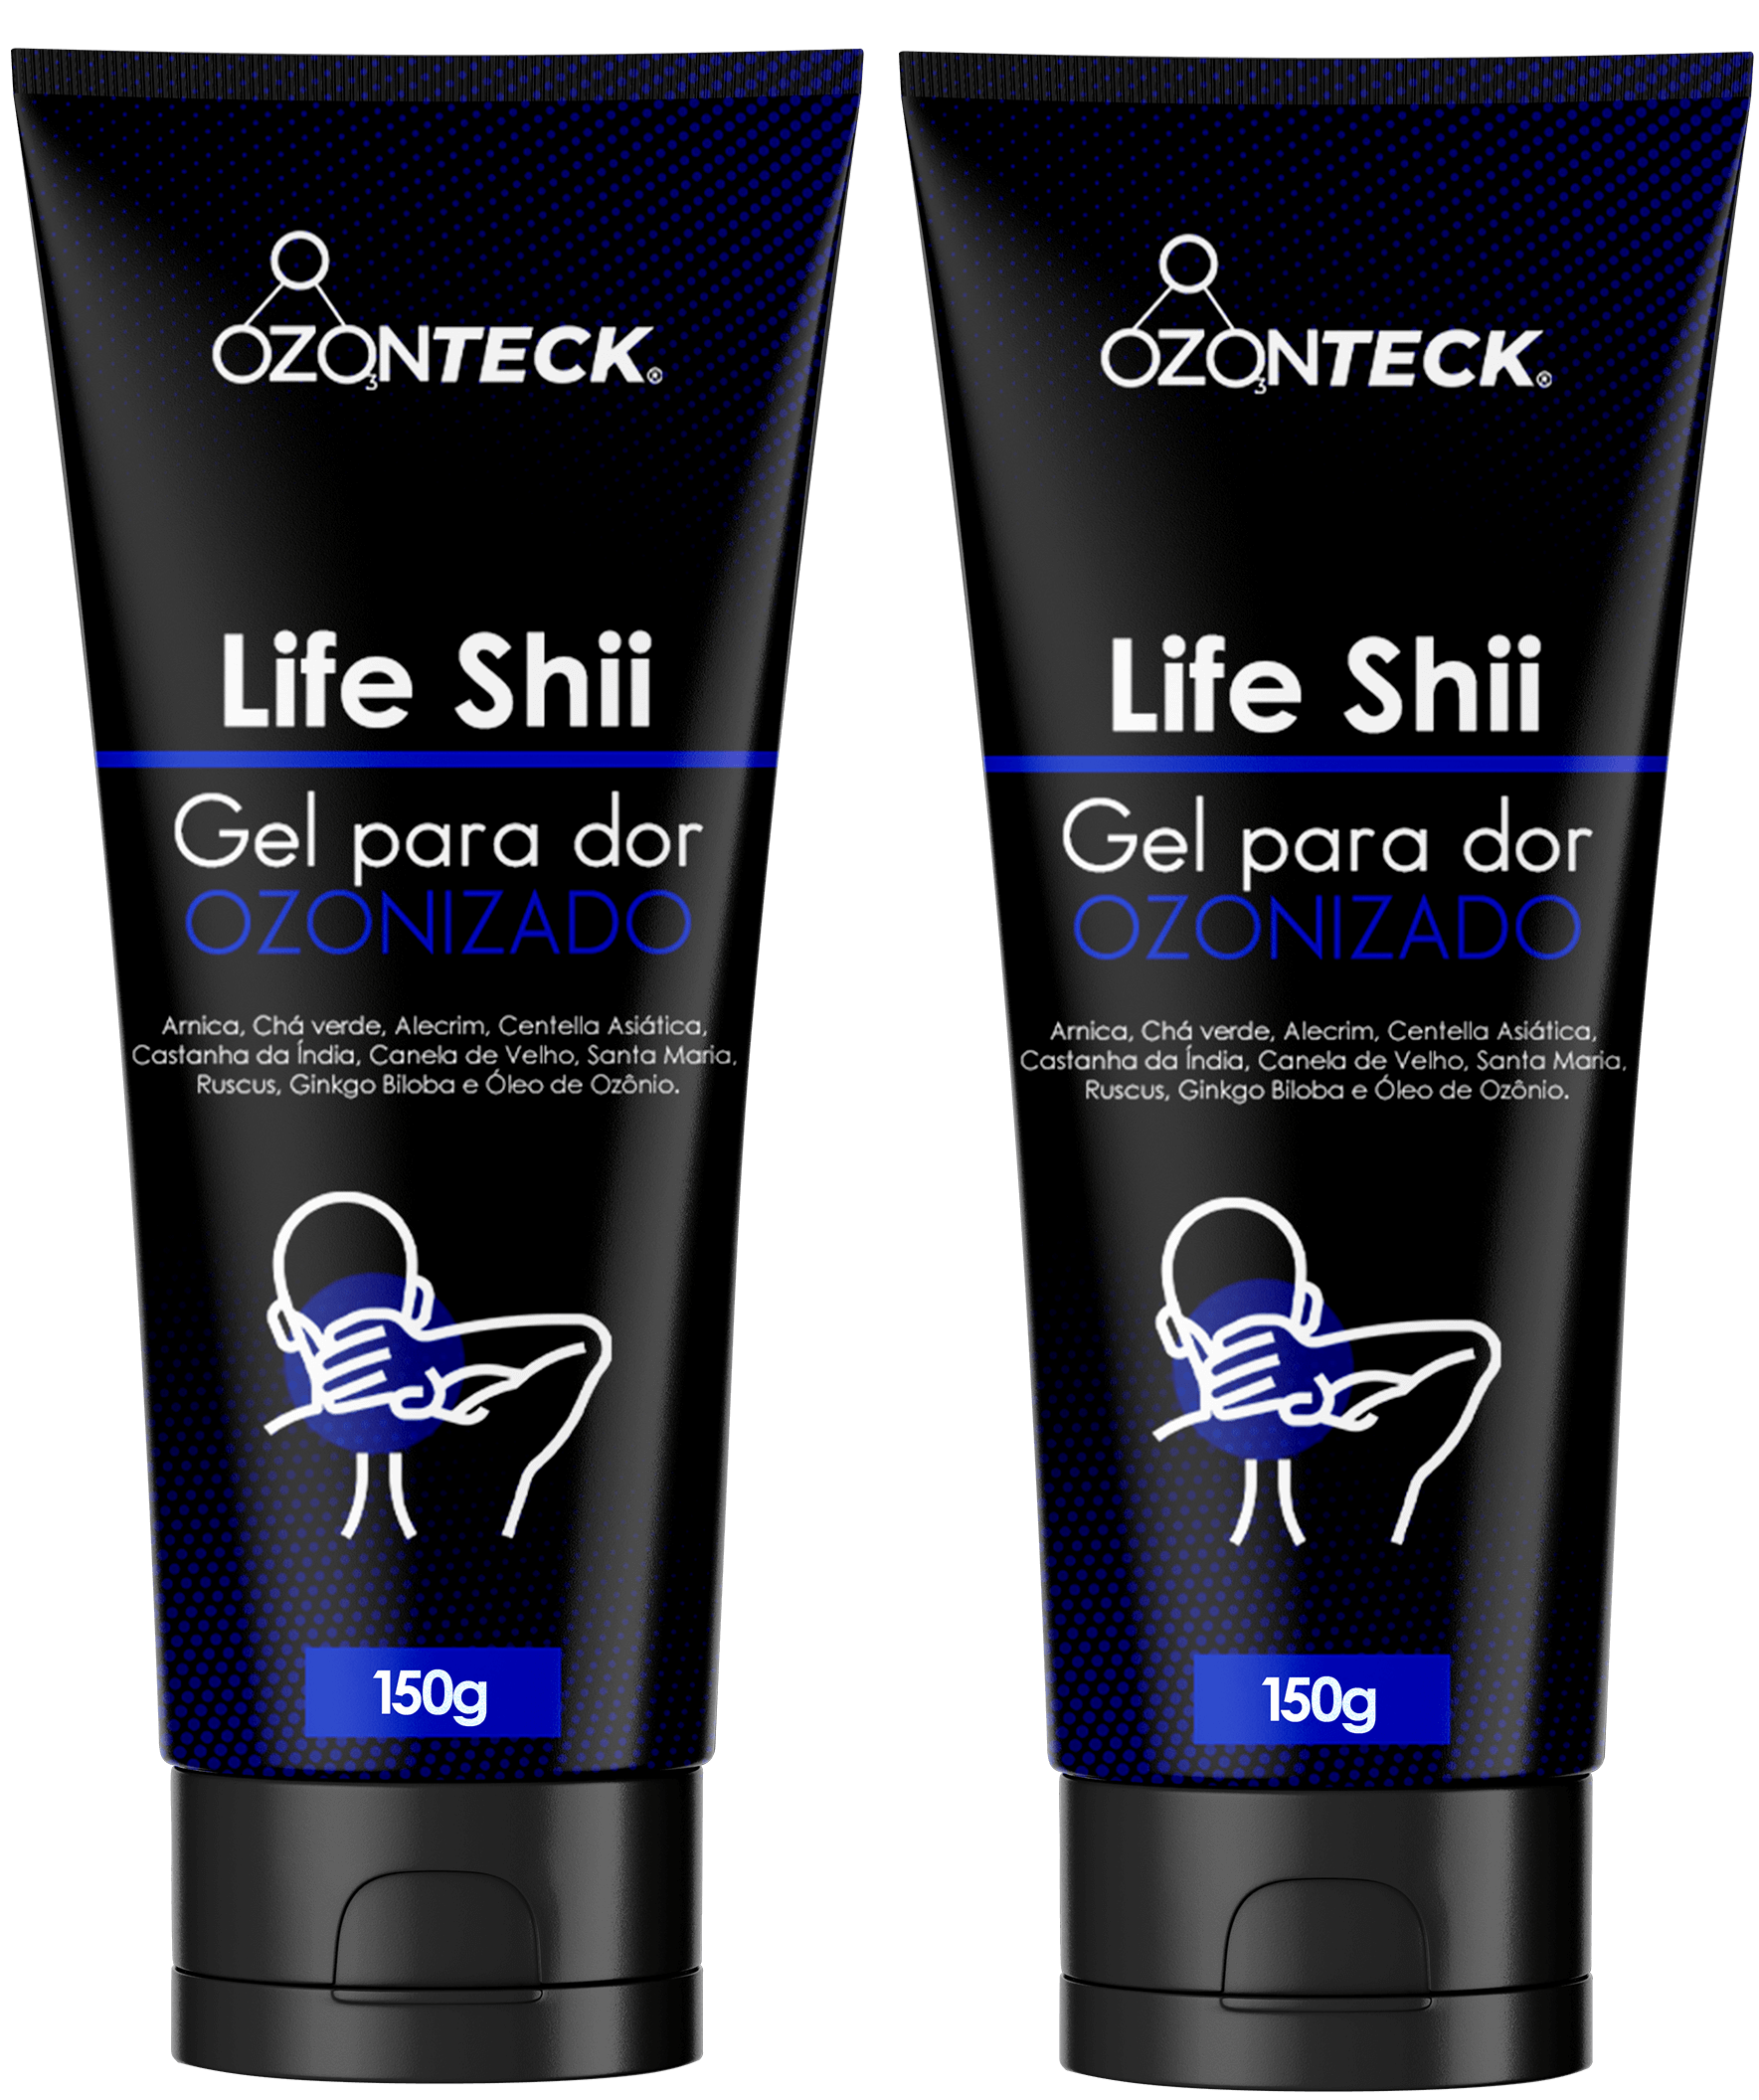 OZO3NTECK®
Life Shii
Gel para dor
OZONIZADO
Arnica, Chá verde, Alecrim, Centella Asiática,
Castanha da Índia, Canela de Velho, Santa Maria,
Ruscus, Ginkgo Biloba e Óleo de Ozônio.
150g
OZO3NTECK®
Life Shii
Gel para dor
OZONIZADO
Arnica, Chá verde, Alecrim, Centella Asiática,
Castanha da Índia, Canela de Velho, Santa Maria,
Ruscus, Ginkgo Biloba e Óleo de Ozônio.
150g